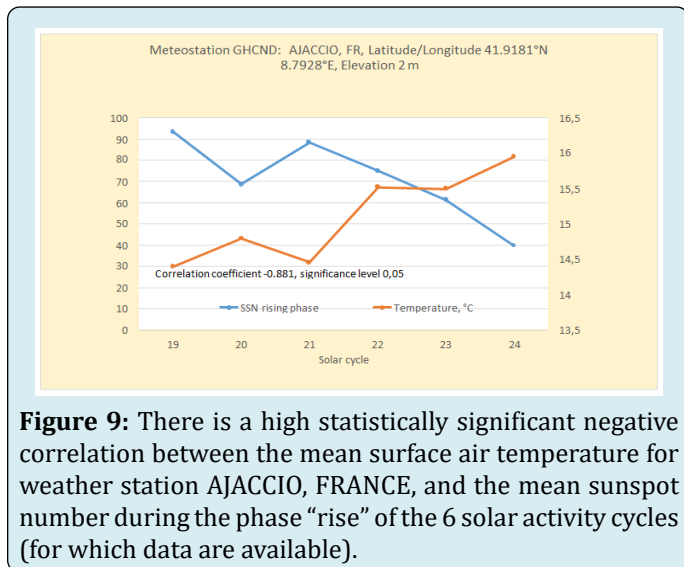 Meteostation GHCND: AJACCIO, FR, Latitude/Longitude 41.9181°N
8.7928°E, Elevation 2 m
100
90
80
70
60
50
40
30
20
10
0
16,5
16
15,5
15
14,5
14
13,5
Correlation coefficient -0.881, significance level 0,05
SSN rising phase Temperature, °C
19 20 21 22 23 24
Solar cycle
Figure 9: There is a high statistically significant negative
correlation between the mean surface air temperature for
weather station AJACCIO, FRANCE, and the mean sunspot
number during the phase “rise” of the 6 solar activity cycles
(for which data are available).